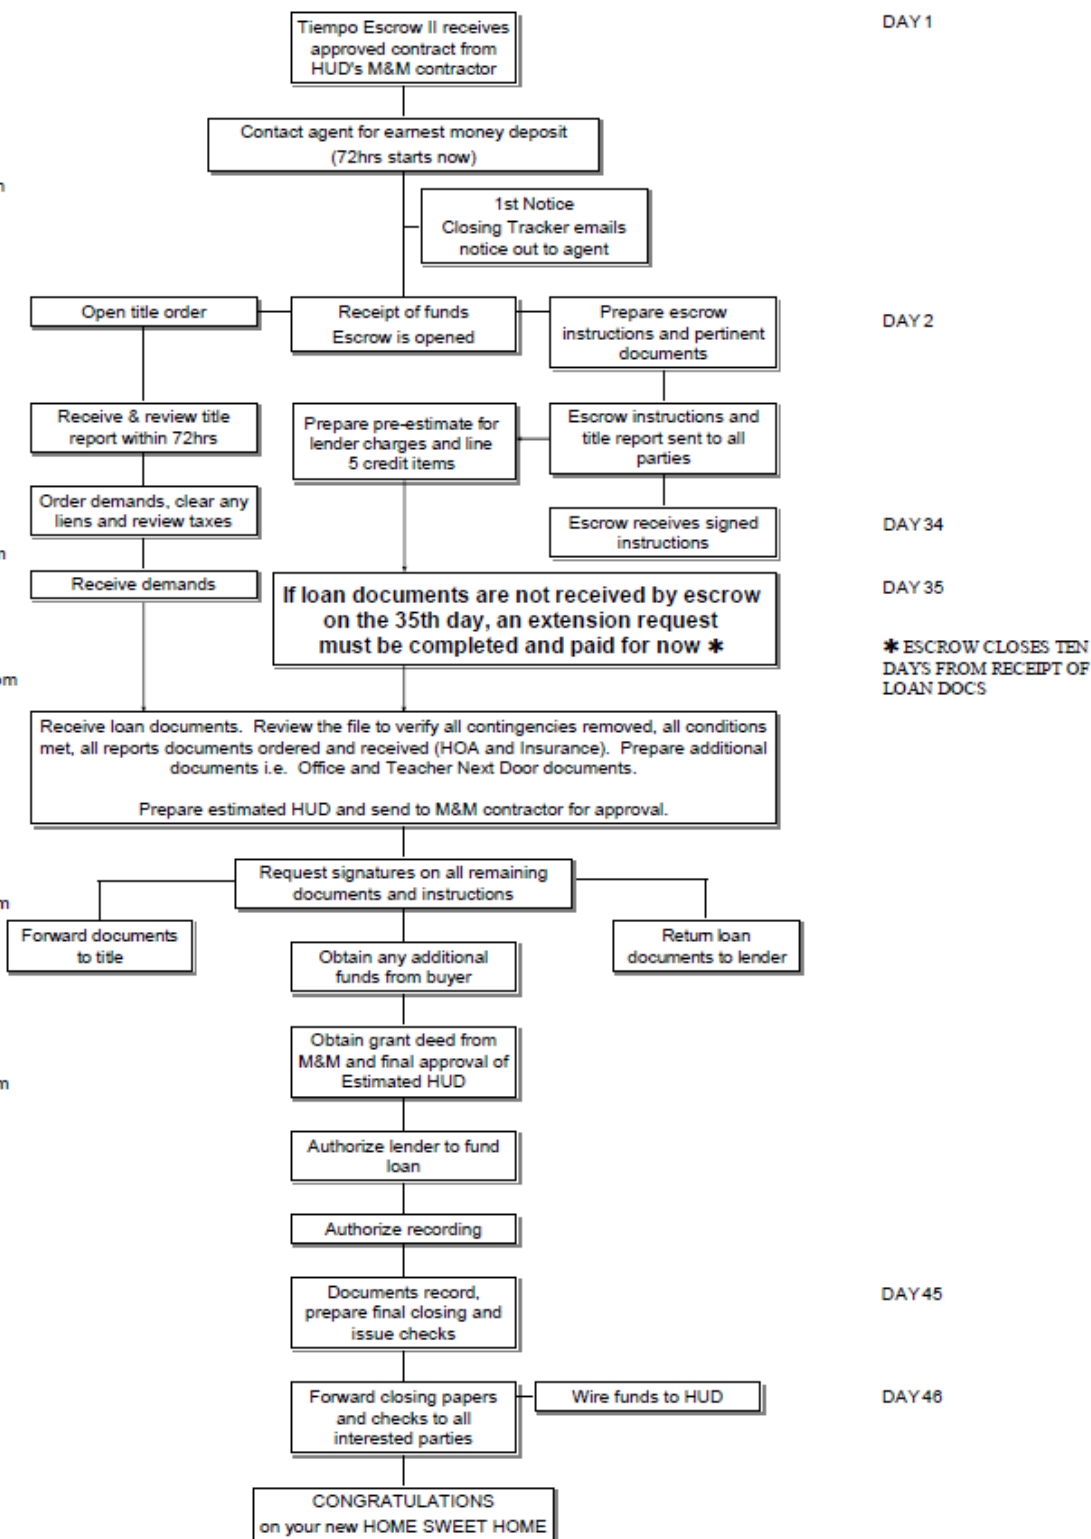 Tiempo Escrow II receives
approved contract from
HUD's M&M contractor
DAY 1
Contact agent for earnest money deposit
(72hrs starts now)
1st Notice
Closing Tracker emails
notice out to agent
Open title order
Receipt of funds
Escrow is opened
Prepare escrow
instructions and pertinent
documents
DAY 2
Receive & review title
report within 72hrs
Prepare pre-estimate for
lender charges and line
5 credit items
Escrow instructions and
title report sent to all
parties
Order demands, clear any
liens and review taxes
Escrow receives signed
instructions
DAY 34
Receive demands
If loan documents are not received by escrow
on the 35th day, an extension request
must be completed and paid for now ✱
DAY 35
✱ ESCROW CLOSES TEN
DAYS FROM RECEIPT OF
LOAN DOCS
Receive loan documents. Review the file to verify all contingencies removed, all conditions
met, all reports documents ordered and received (HOA and Insurance). Prepare additional
documents i.e. Office and Teacher Next Door documents.
Prepare estimated HUD and send to M&M contractor for approval.
Request signatures on all remaining
documents and instructions
Forward documents
to title
Return loan
documents to lender
Obtain any additional
funds from buyer
Obtain grant deed from
M&M and final approval of
Estimated HUD
Authorize lender to fund
loan
Authorize recording
Documents record,
prepare final closing and
issue checks
DAY 45
Forward closing papers
and checks to all
interested parties
Wire funds to HUD
DAY 46
CONGRATULATIONS
on your new HOME SWEET HOME